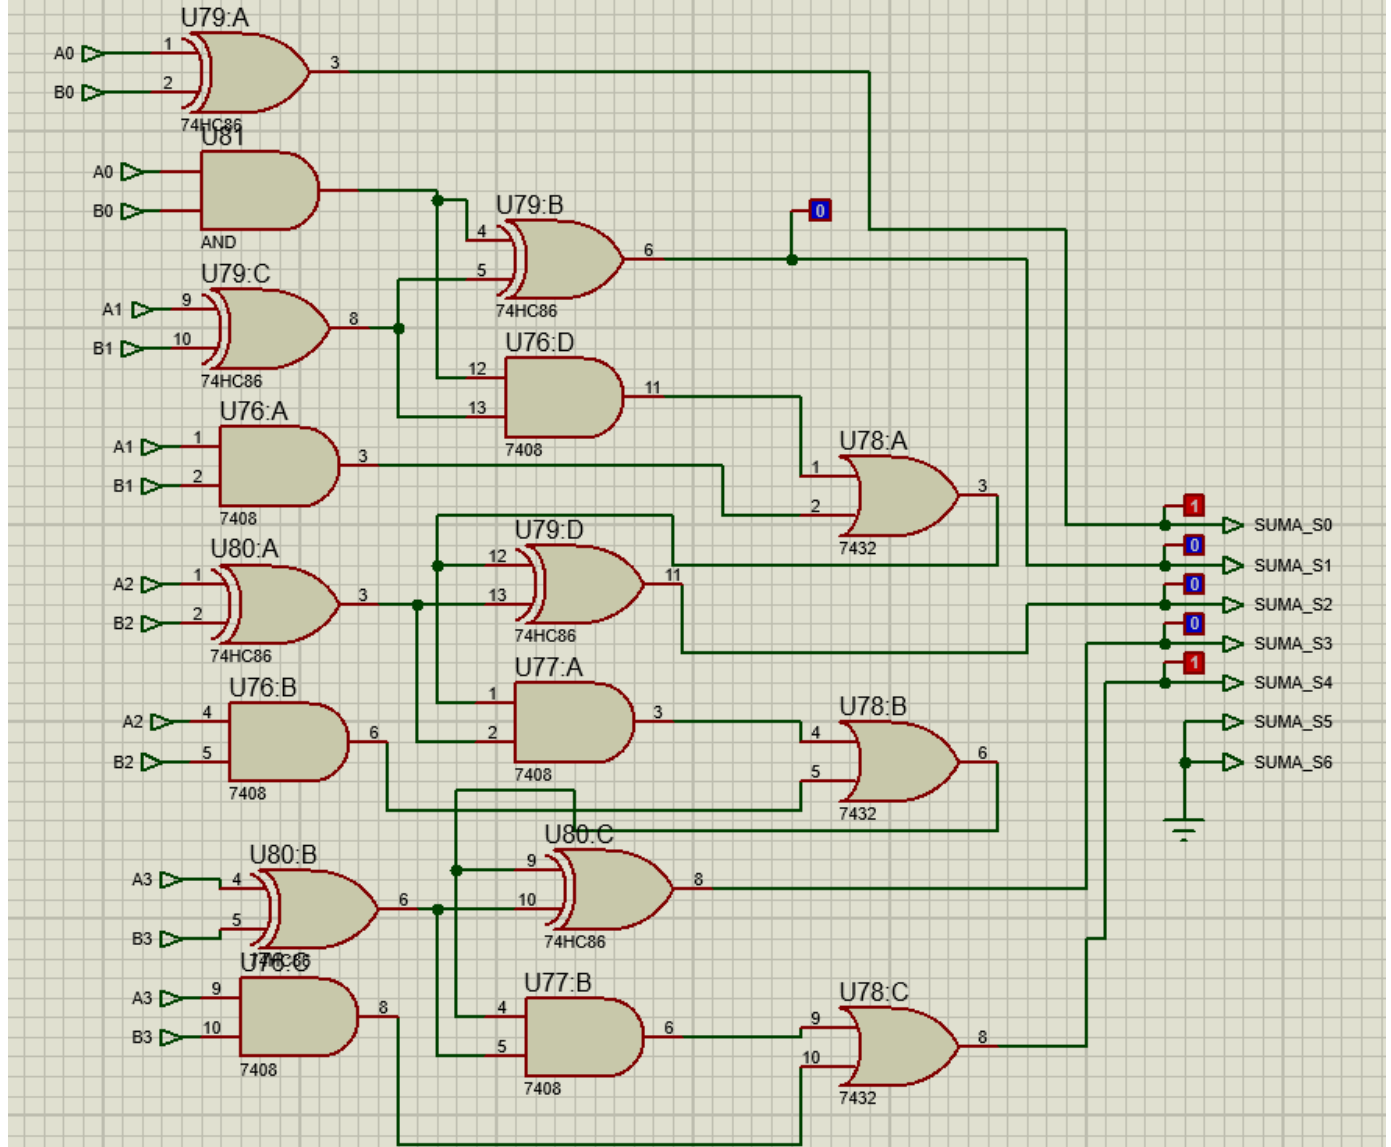 U79:A
A0
1
3
B0
2
74HC86
U81
A0
B0
AND
U79:B
0
4
6
5
74HC86
U79:C
A1
9
8
B1
10
74HC86
U76:D
12
11
13
7408
U76:A
A1
1
3
B1
2
7408
U78:A
1
3
2
7432
U79:D
12
11
13
74HC86
U80:A
A2
1
3
B2
2
74HC86
1
SUMA_S0
0
SUMA_S1
0
SUMA_S2
0
SUMA_S3
1
SUMA_S4
SUMA_S5
SUMA_S6
U77:A
1
3
2
7408
U76:B
A2
4
6
B2
5
7408
U78:B
4
6
5
7432
U80:C
9
8
10
74HC86
U80:B
A3
4
6
B3
5
74HC86
U76:C
A3
9
8
B3
10
7408
U77:B
4
6
5
7408
U78:C
9
8
10
7432